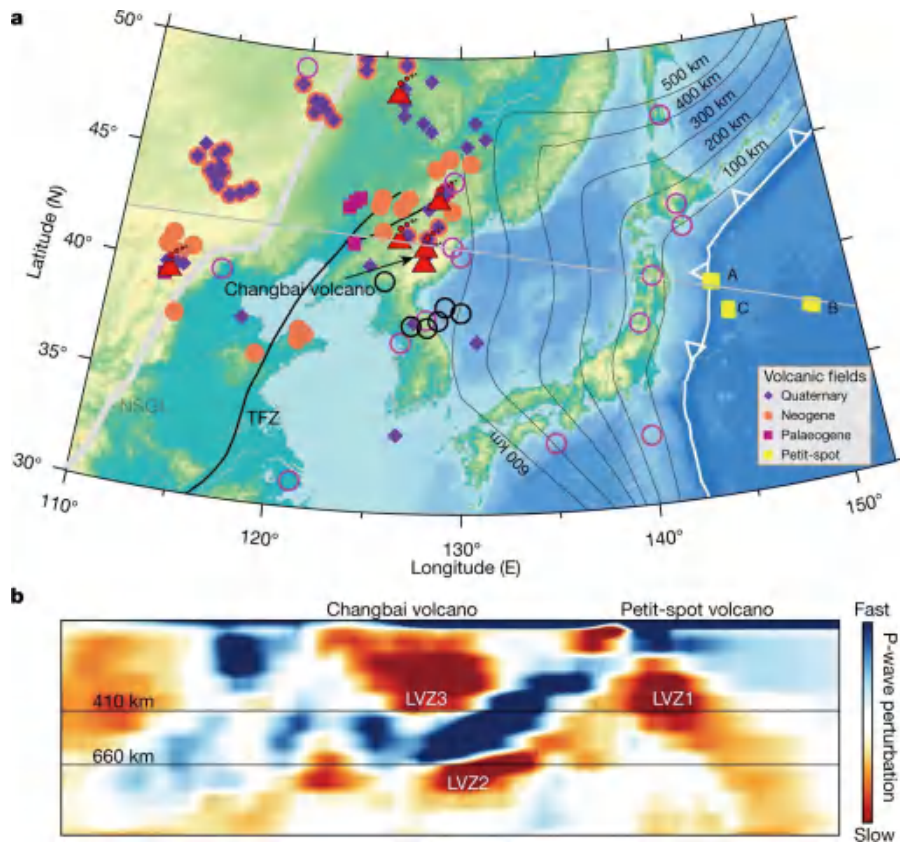 a
50°
45°
40°
35°
30°
Latitude (N)
500 km
400 km
300 km
200 km
100 km
600 km
Changbai volcano
A
C
B
NSGL
TFZ
Volcanic fields
Quaternary
Neogene
Palaeogene
Petit-spot
110°
120°
130°
140°
150°
Longitude (E)
b
Changbai volcano
Petit-spot volcano
Fast
410 km
LVZ3
LVZ1
660 km
LVZ2
P-wave perturbation
Slow